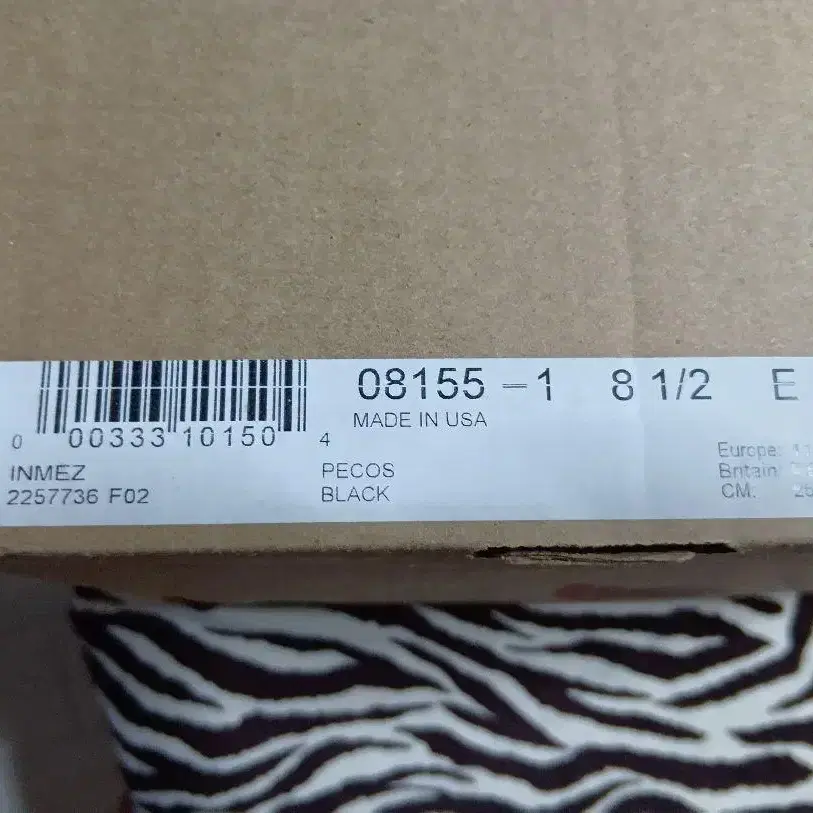 08155-1 8 1/2 E
MADE IN USA
0 00333 10150 4
INMEZ
2257736 F02
PECOS
BLACK
Europe:
Britain:
CM: